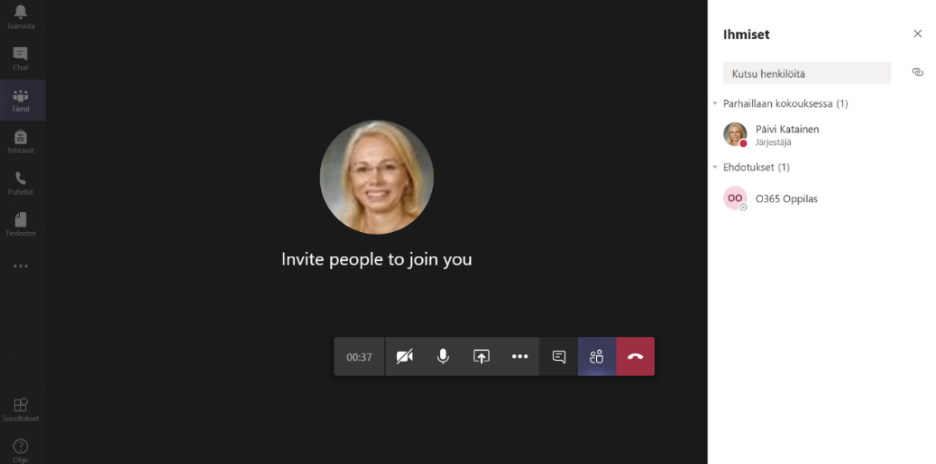 Toiminta
Chat
Tiimit
Tehtävät
Puhelut
Tiedostot
Sovellukset
Ohje
Invite people to join you
00:37
Ihmiset
Kutsu henkilöitä
Parhaillaan kokouksessa (1)
Päivi Katainen
Järjestäjä
Ehdotukset (1)
OO
O365 Oppilas